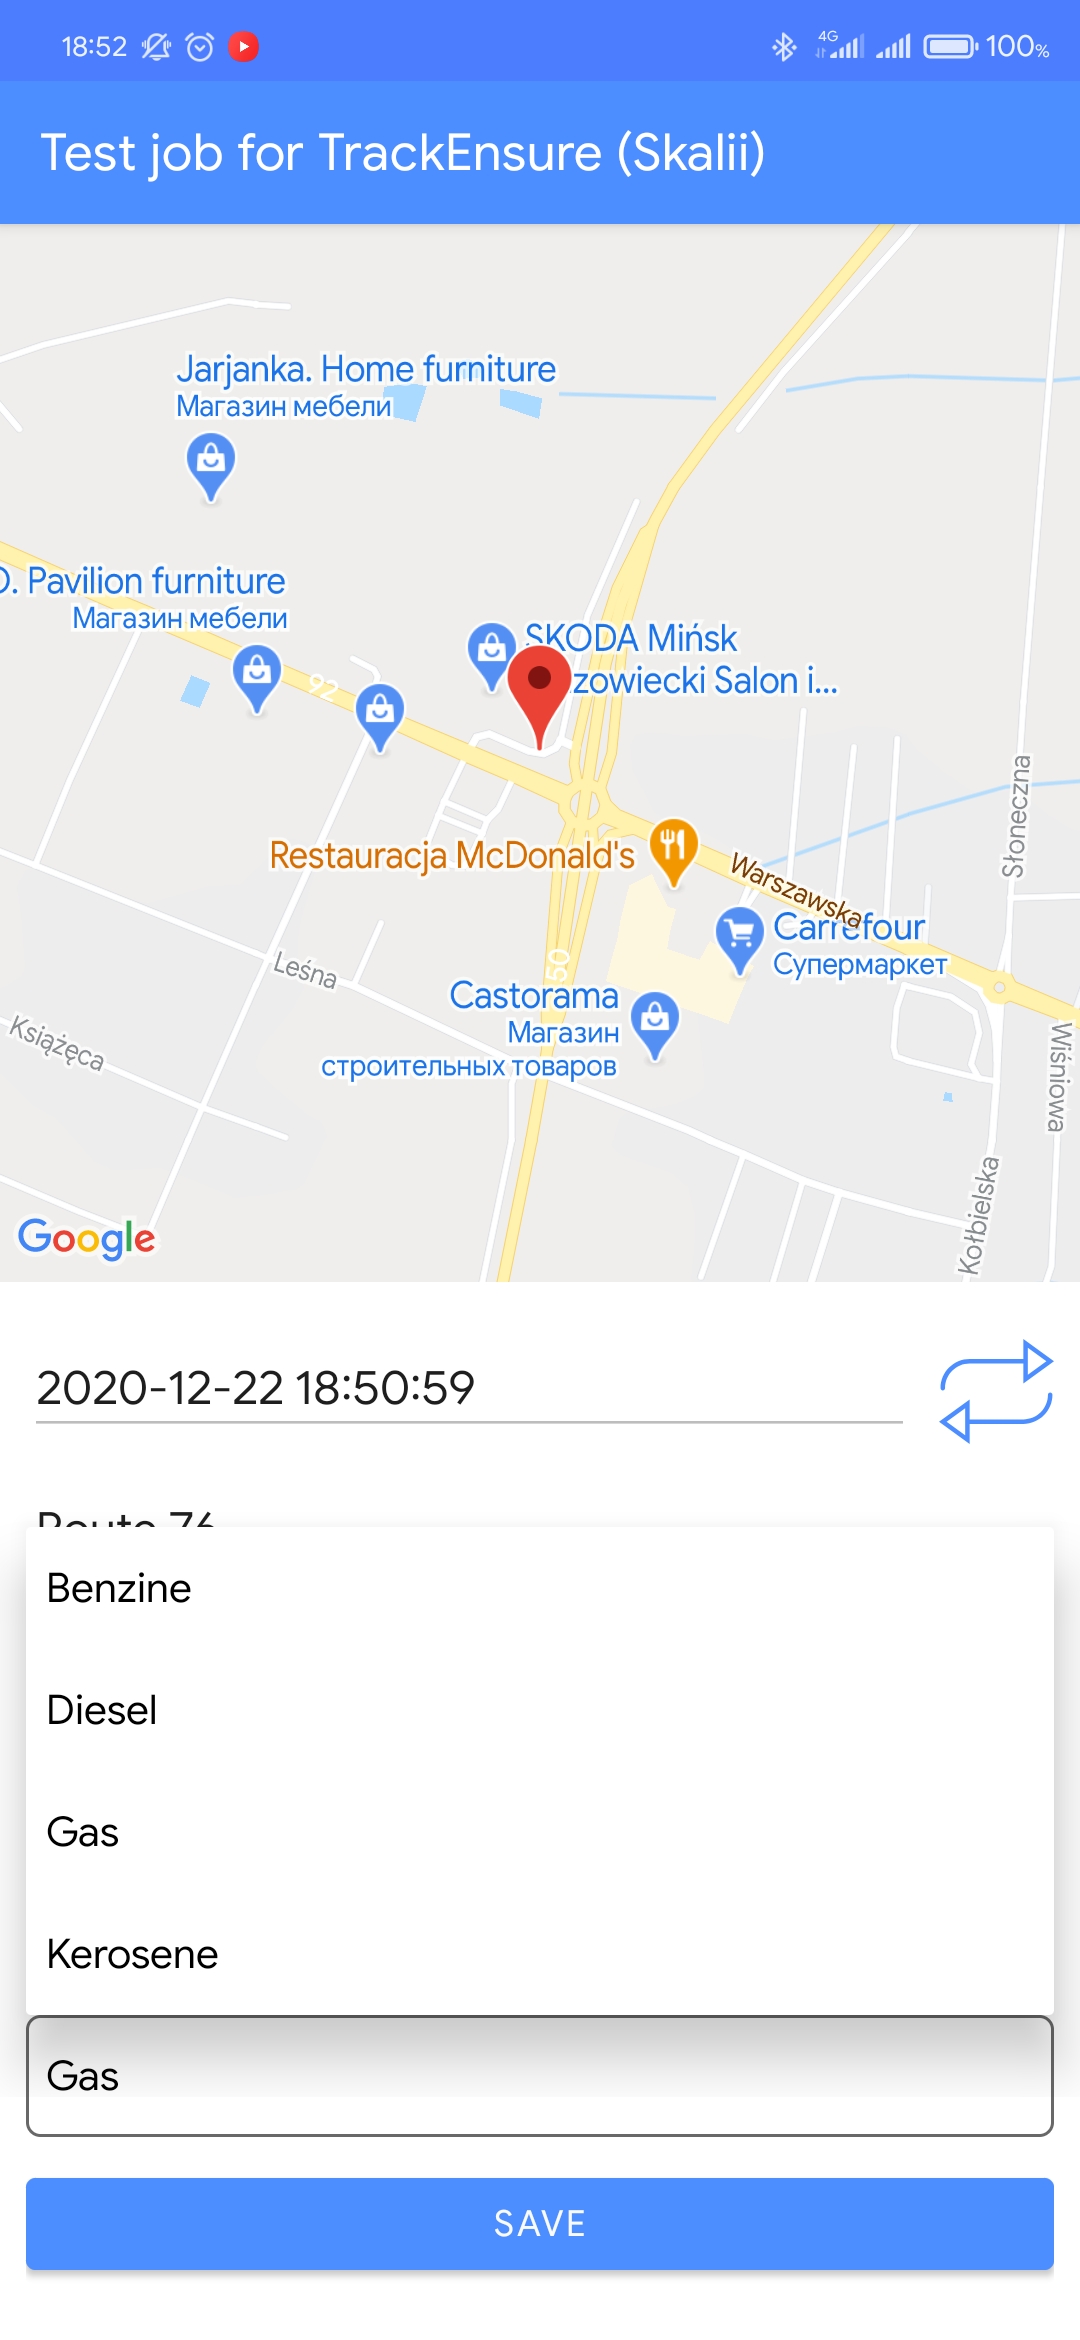 18:52
4G
100%
Test job for TrackEnsure (Skalii)
Jarjanka. Home furniture
Магазин мебели
. Pavilion furniture
Магазин мебели
SKODA Mińsk
zowiecki Salon i...
92
Restauracja McDonald's
Warszawska
Słoneczna
Carrefour
Супермаркет
50
Leśna
Castorama
Магазин
строительных товаров
Książęca
Wiśniowa
Kołbielska
Google
2020-12-22 18:50:59
Route 76
Benzine
Diesel
Gas
Kerosene
Gas
SAVE